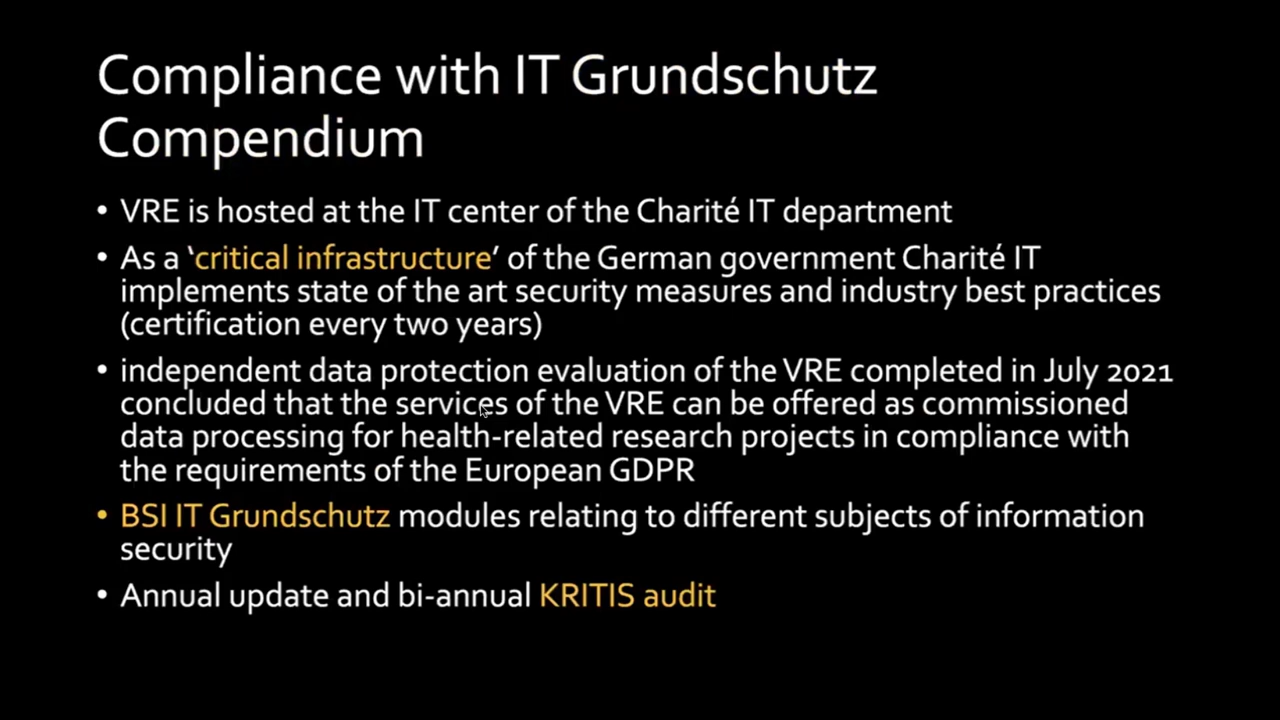 Compliance with IT Grundschutz
Compendium
• VRE is hosted at the IT center of the Charité IT department
• As a ‘critical infrastructure’ of the German government Charité IT
implements state of the art security measures and industry best practices
(certification every two years)
• independent data protection evaluation of the VRE completed in July 2021
concluded that the services of the VRE can be offered as commissioned
data processing for health-related research projects in compliance with
the requirements of the European GDPR
• BSI IT Grundschutz modules relating to different subjects of information
security
• Annual update and bi-annual KRITIS audit